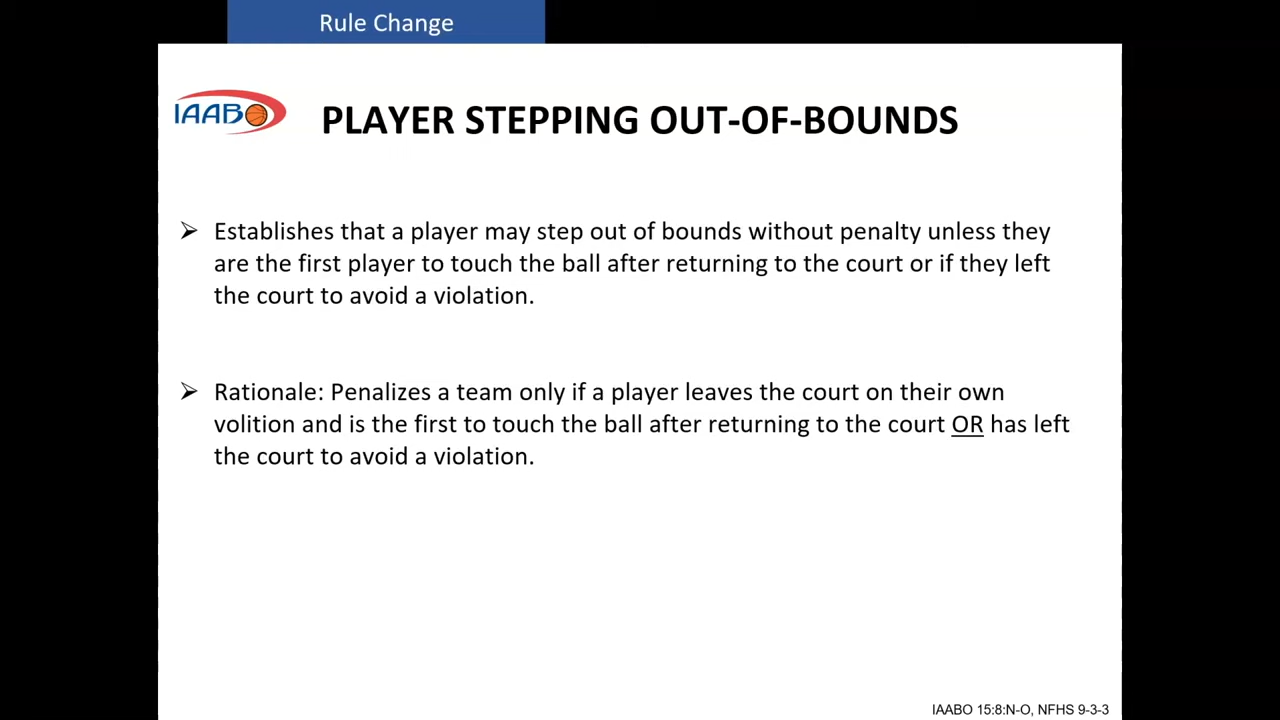 Rule Change
IAABO
PLAYER STEPPING OUT-OF-BOUNDS
Establishes that a player may step out of bounds without penalty unless they
are the first player to touch the ball after returning to the court or if they left
the court to avoid a violation.
Rationale: Penalizes a team only if a player leaves the court on their own
volition and is the first to touch the ball after returning to the court OR has left
the court to avoid a violation.
IAABO 15:8:N-O, NFHS 9-3-3